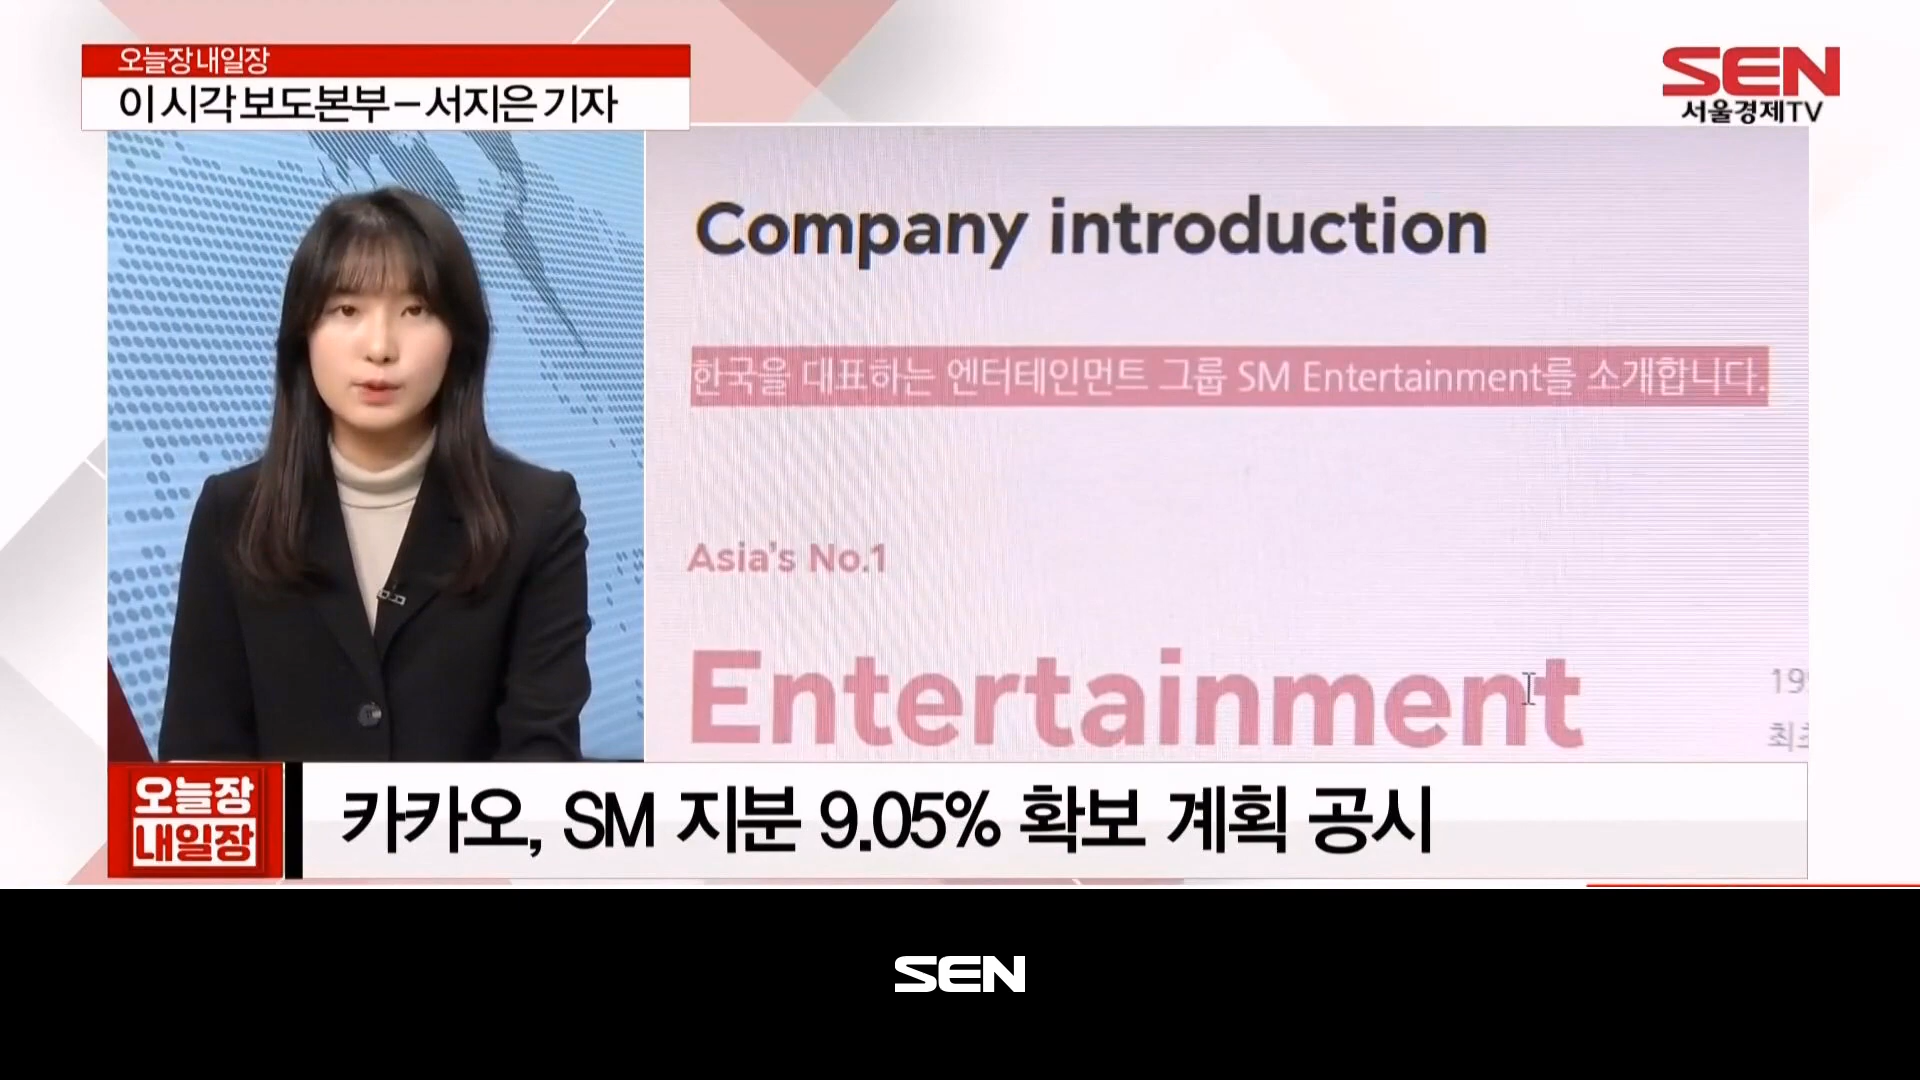 오늘장 내일장
이 시각 보도본부 - 서지은 기자
SEN
서울경제TV
Company introduction
한국을 대표하는 엔터테인먼트 그룹 SM Entertainment를 소개합니다.
Asia's No.1
Entertainment
오늘장
내일장
카카오, SM 지분 9.05% 확보 계획 공시
SEN